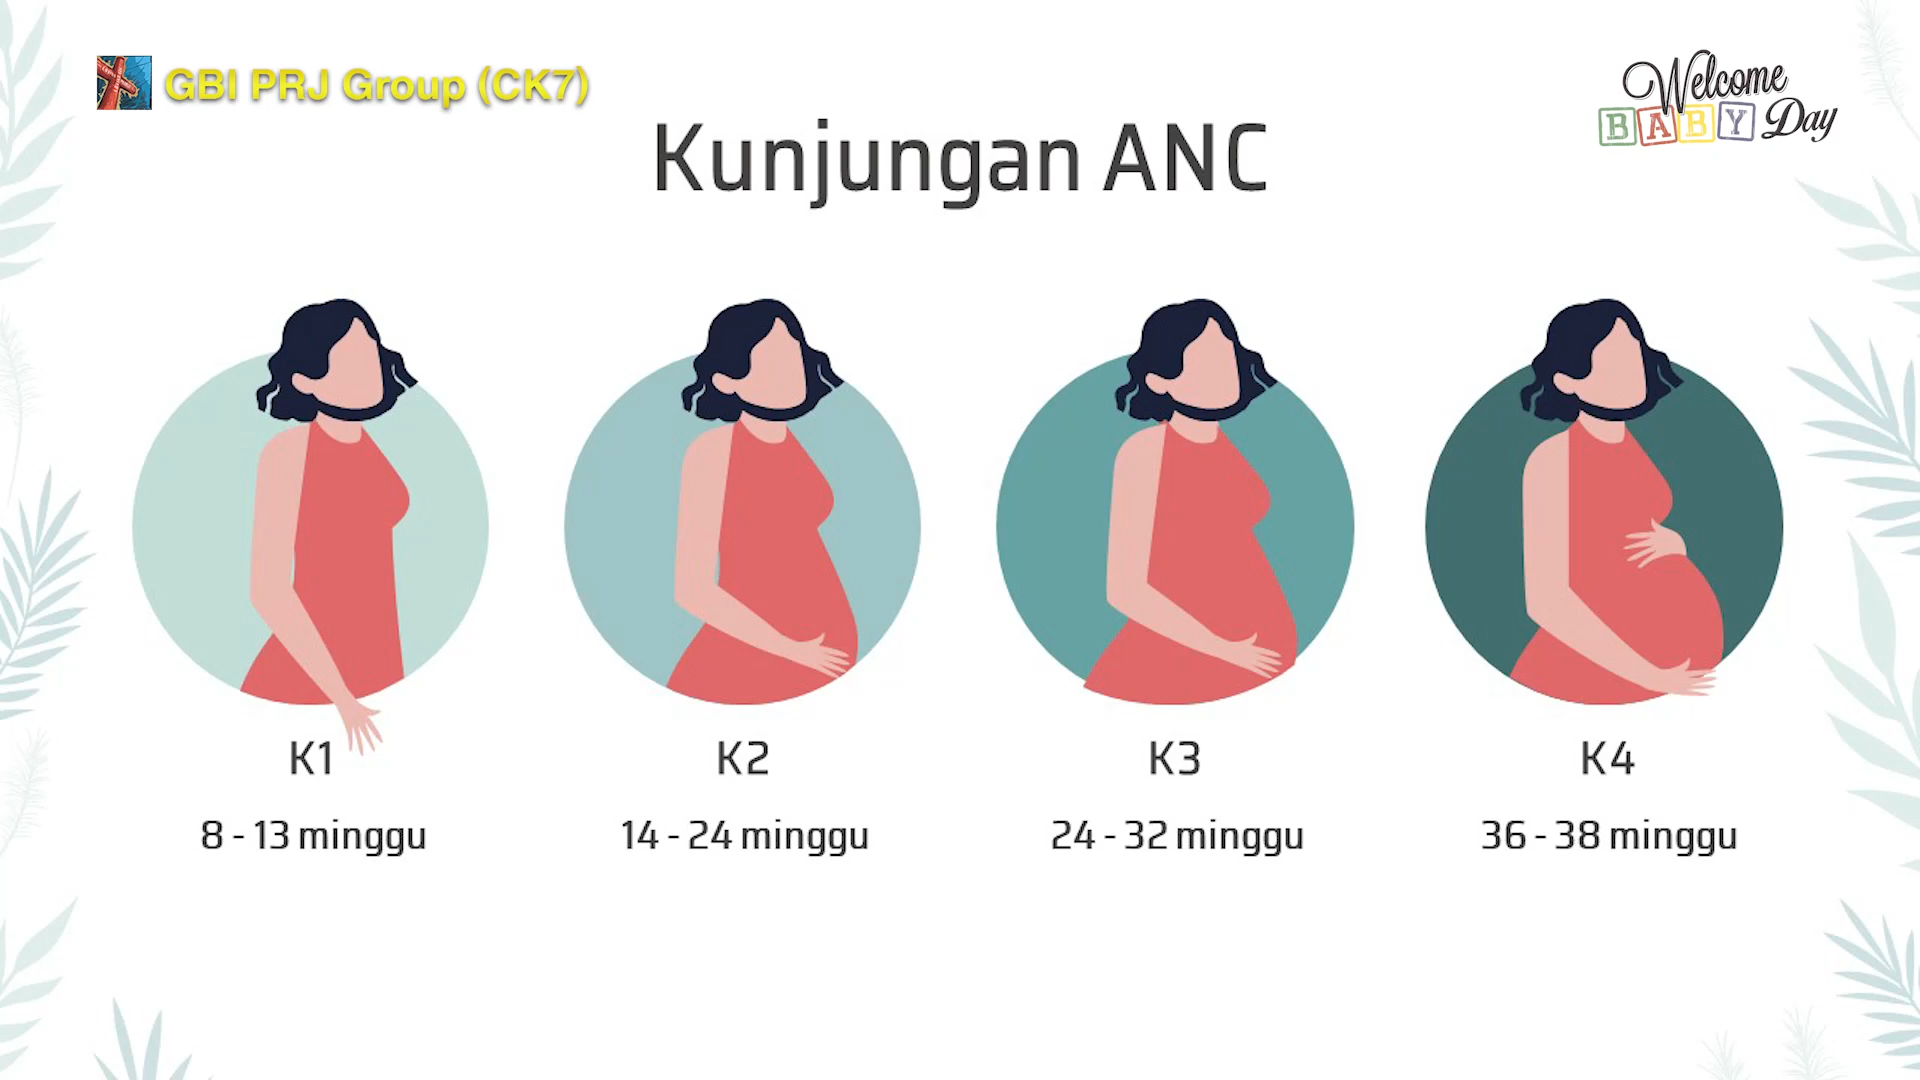 GBI PRJ Group (CK7)
Welcome
BABY Day
Kunjungan ANC
K1
8 - 13 minggu
K2
14 - 24 minggu
K3
24 - 32 minggu
K4
36 - 38 minggu